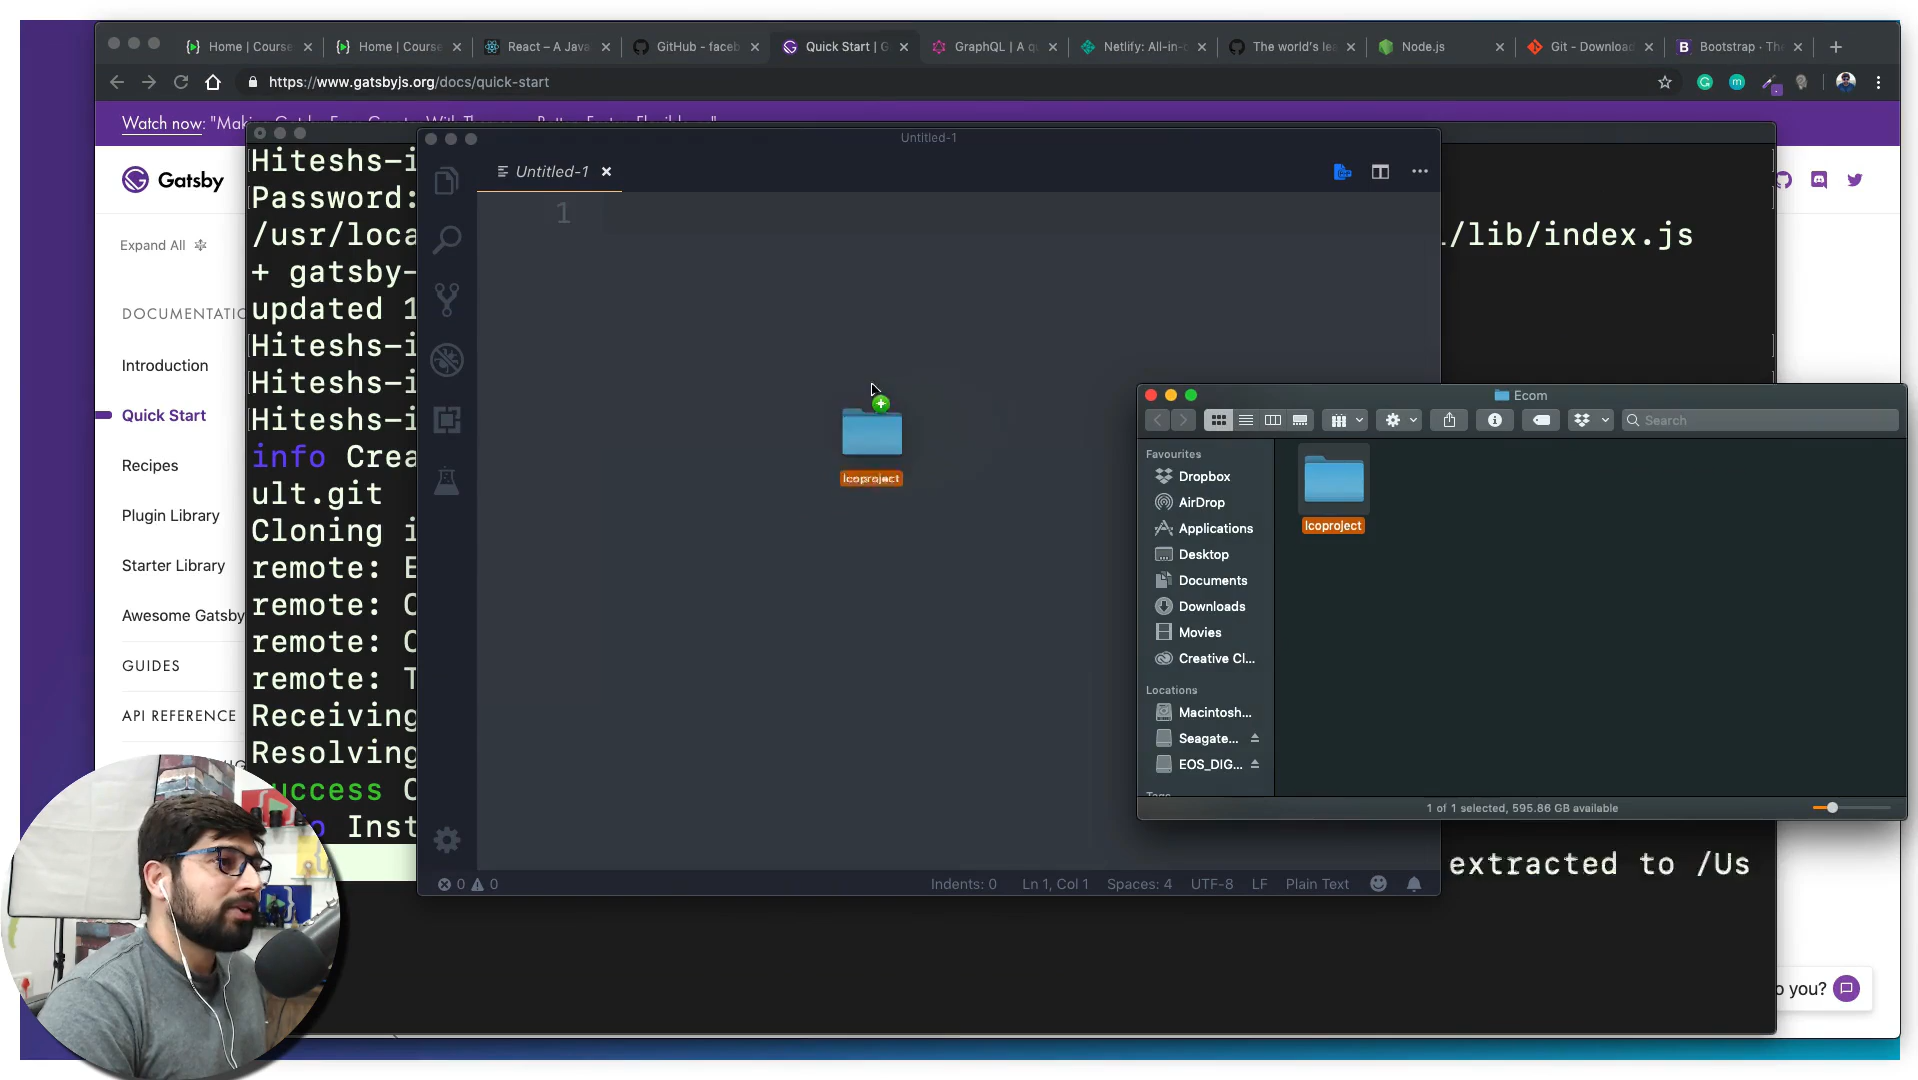 Home | Course
Home | Course
React – A Java
GitHub - faceb
Quick Start | G
GraphQL | A qu
Netlify: All-in-
The world's le
Node.js
Git - Download
Bootstrap · The
https://www.gatsbyjs.org/docs/quick-start
Watch now:
Gatsby
Expand All
DOCUMENTATIO
Introduction
Quick Start
Recipes
Plugin Library
Starter Library
Awesome Gatsby
GUIDES
API REFERENCE
Hiteshs-i
Password:
/usr/loca
/lib/index.js
+ gatsby-
updated 1
Hiteshs-i
Hiteshs-i
Hiteshs-i
info Crea
ult.git
Cloning i
remote: E
remote: C
remote: C
remote: T
Receiving
Resolving
uccess C
o Inst
extracted to /Us
Untitled-1
Untitled-1
1
lcoproject
0 0
Indents: 0
Ln 1, Col 1
Spaces: 4
UTF-8
LF
Plain Text
Ecom
Search
Favourites
Dropbox
AirDrop
Applications
Desktop
Documents
Downloads
Movies
Creative Cl...
Locations
Macintosh...
Seagate...
EOS_DIG...
Tags
lcoproject
1 of 1 selected, 595.86 GB available
o you?